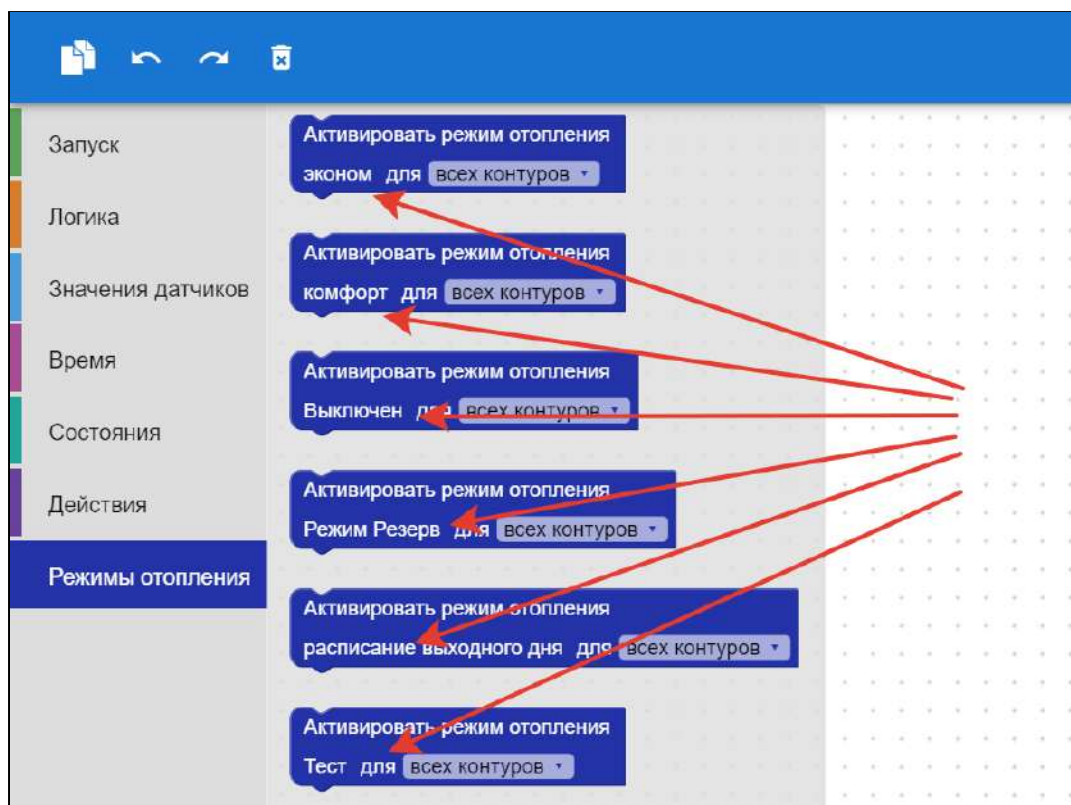 Запуск
Логика
Значения датчиков
Время
Состояния
Действия
Режимы отопления
Активировать режим отопления
эконом для всех контуров
Активировать режим отопления
комфорт для всех контуров
Активировать режим отопления
Выключен для всех контуров
Активировать режим отопления
Режим Резерв для всех контуров
Активировать режим отопления
расписание выходного дня для всех контуров
Активировать режим отопления
Тест для всех контуров